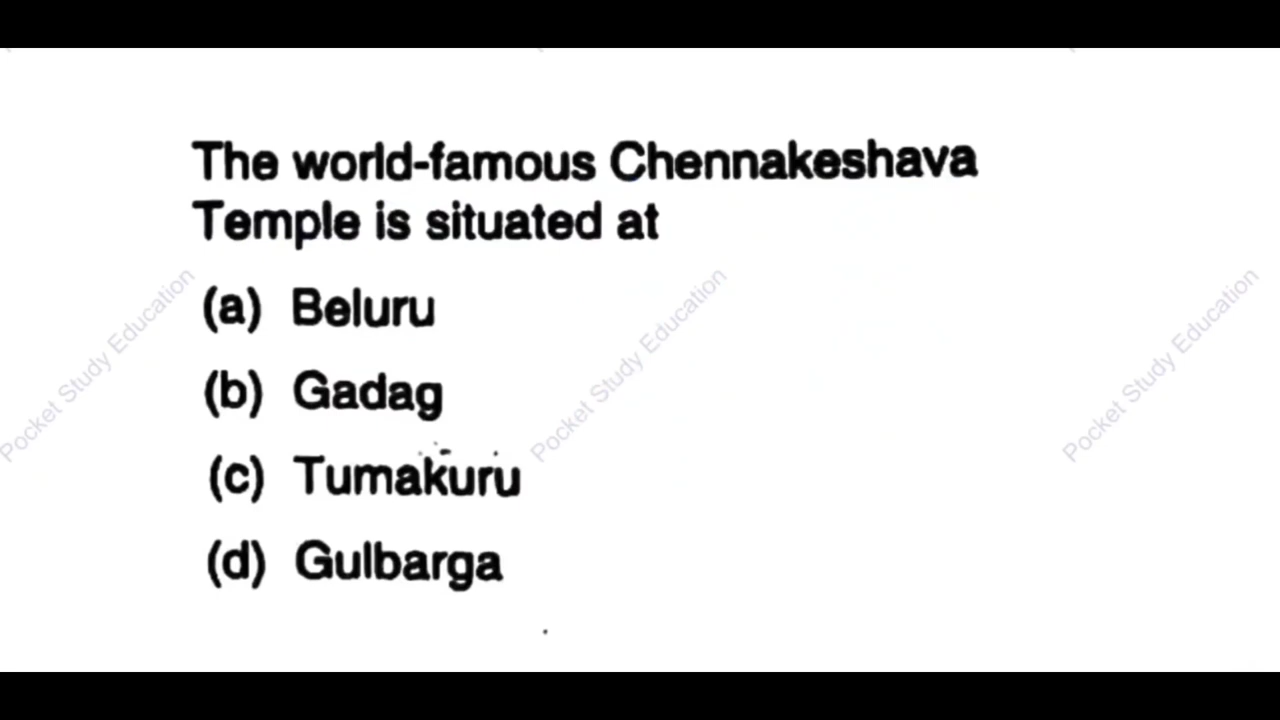 The world-famous Chennakeshava
Temple is situated at
(a) Beluru
(b) Gadag
(c) Tumakuru
(d) Gulbarga
Pocket Study Education
Pocket Study Education
Pocket Study Education